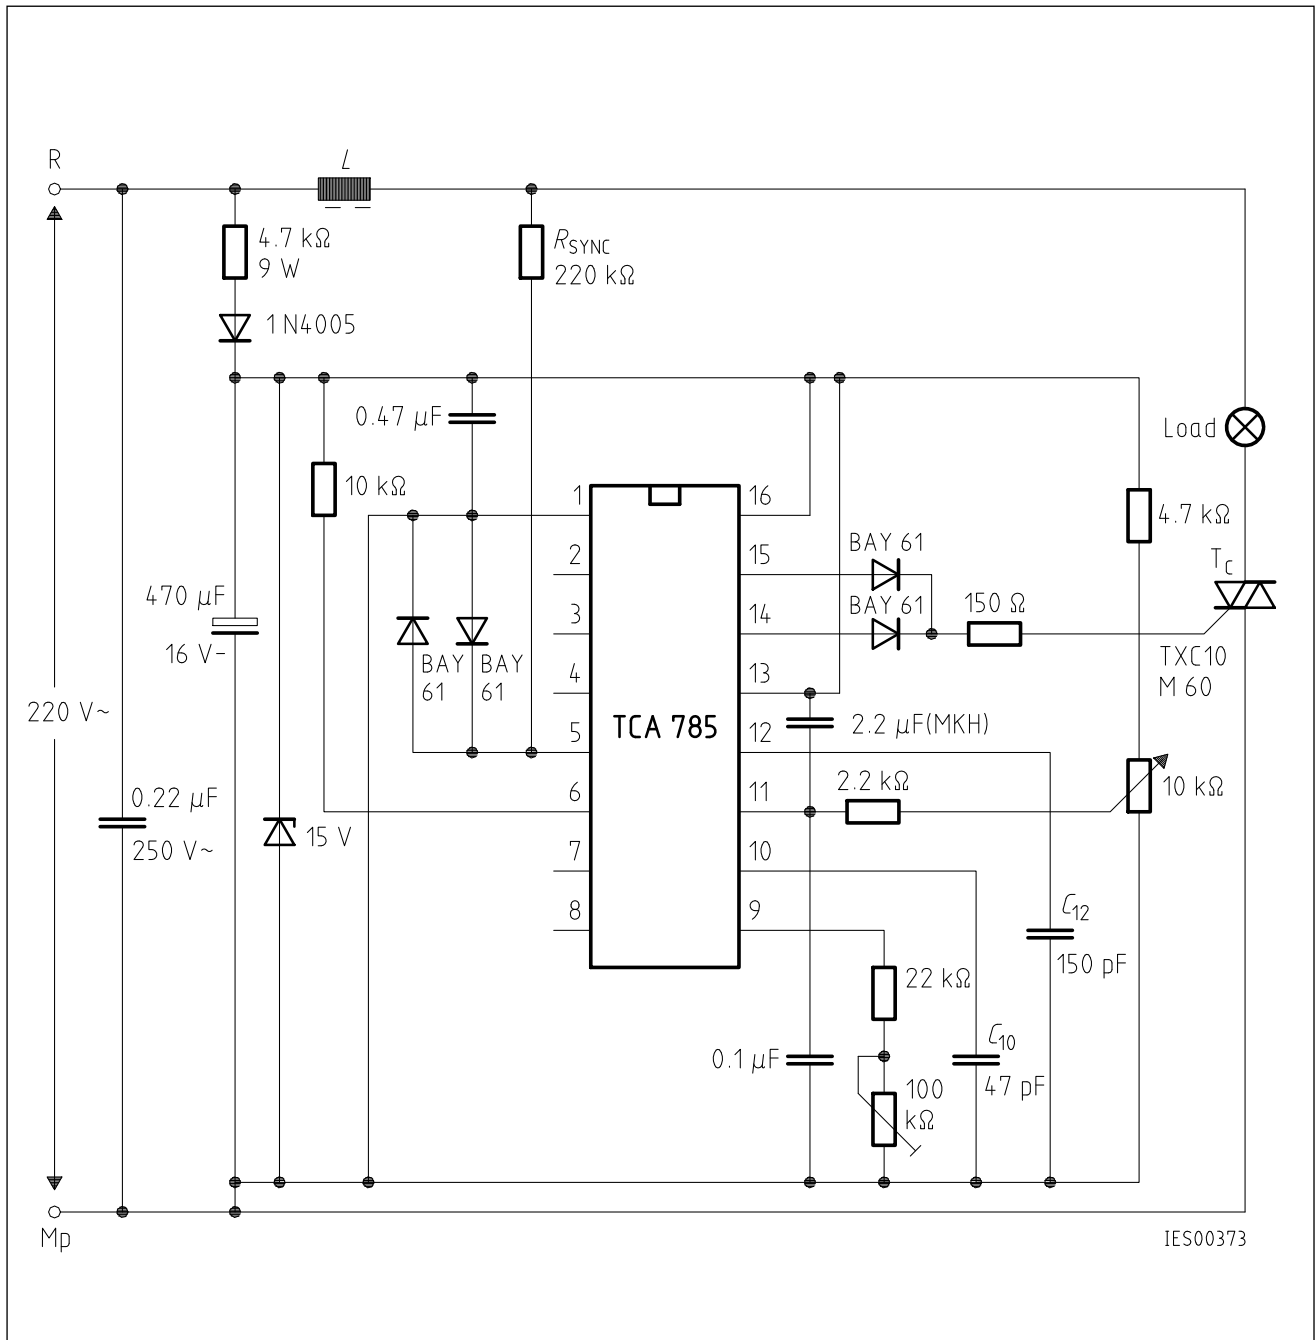 R
L
4.7 kΩ
9 W
R SYNC
220 kΩ
1N4005
0.47 µF
Load
10 kΩ
1
16
4.7 kΩ
BAY 61
2
15
T C
470 µF
BAY 61
150 Ω
3
14
16 V-
BAY
61
BAY
61
TXC10
M 60
4
13
220 V~
TCA 785
2.2 µF(MKH)
5
12
2.2 kΩ
10 kΩ
6
11
0.22 µF
250 V~
15 V
7
10
8
9
C12
150 pF
22 kΩ
C10
47 pF
0.1 µF
100
kΩ
Mp
IES00373